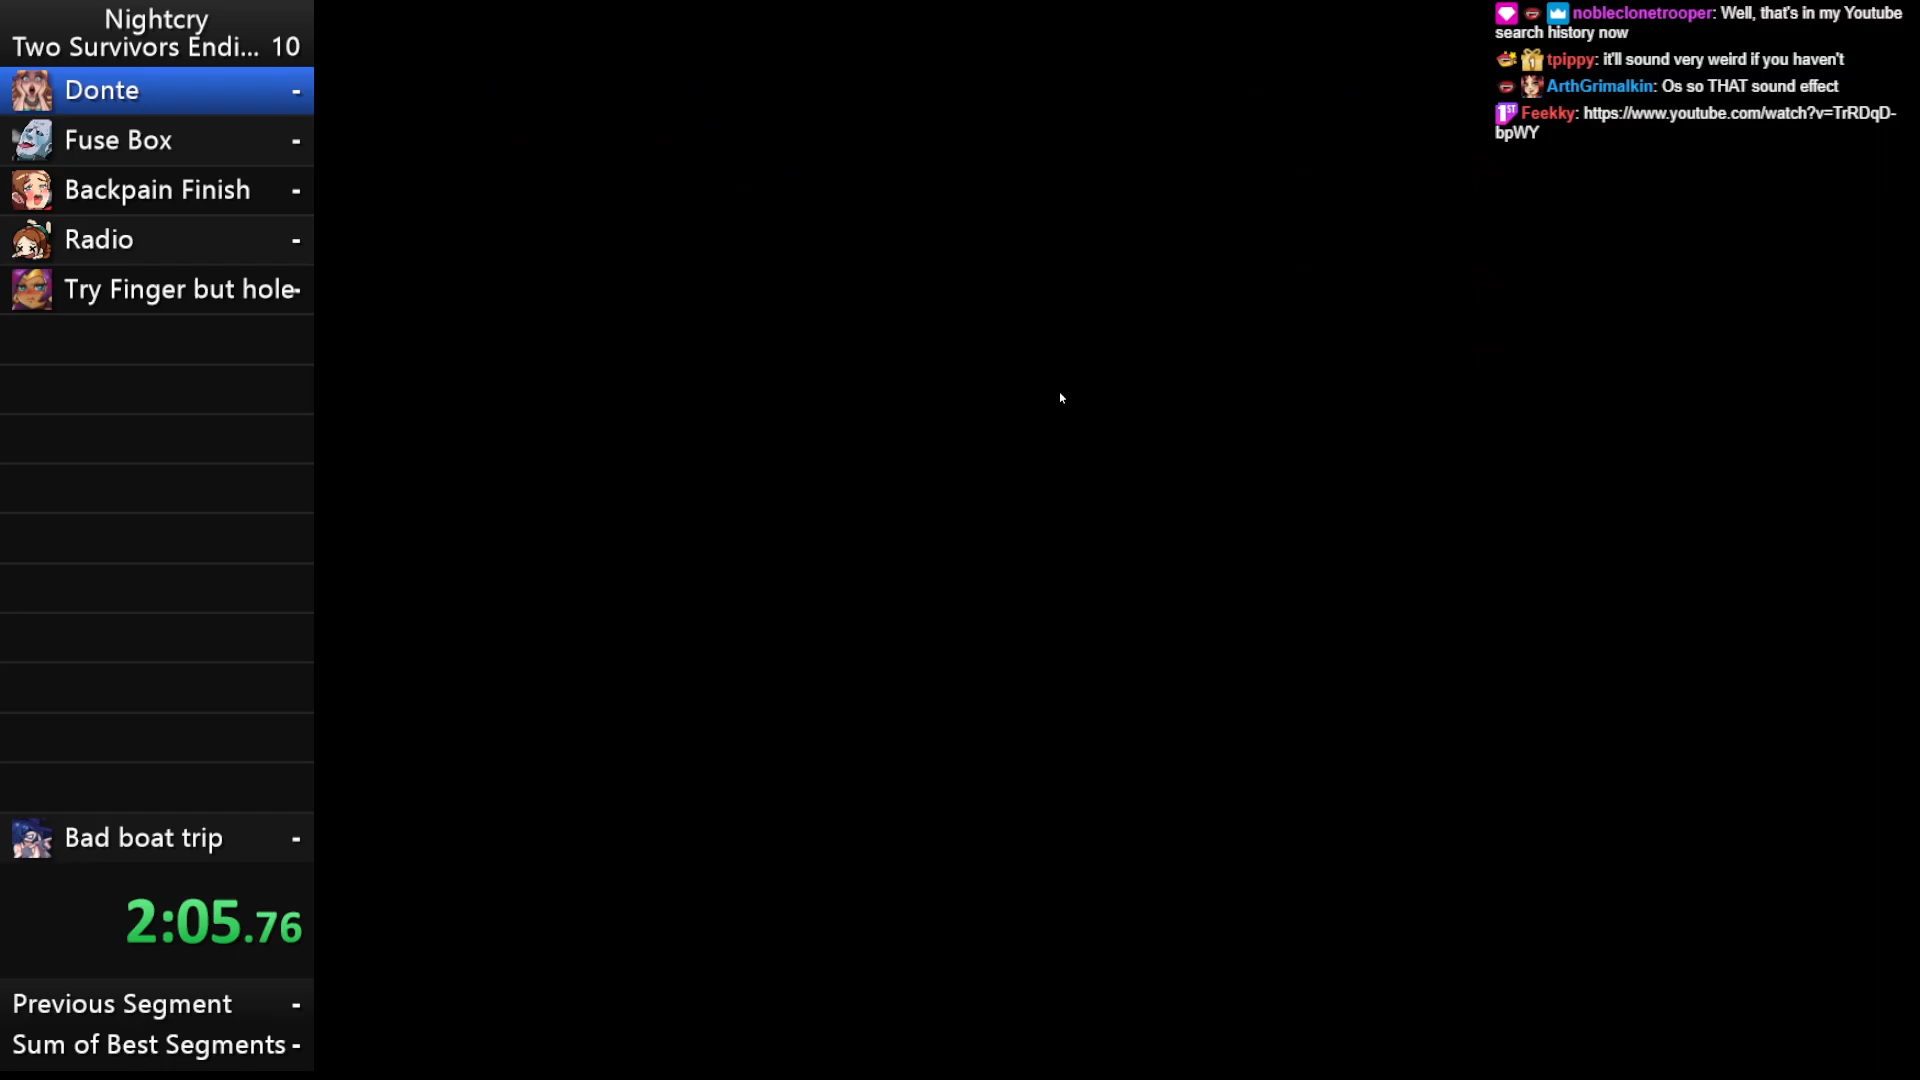 Nightcry
Two Survivors Endi... 10
Donte -
Fuse Box -
Backpain Finish -
Radio -
Try Finger but hole-
Bad boat trip -
2:05.76
Previous Segment -
Sum of Best Segments -
nobleclonetrooper: Well, that's in my Youtube
search history now
1 tpippy: it'll sound very weird if you haven't
ArthGrimalkin: Os so THAT sound effect
1ST Feekky: https://www.youtube.com/watch?v=TrRDqD-
bpWY